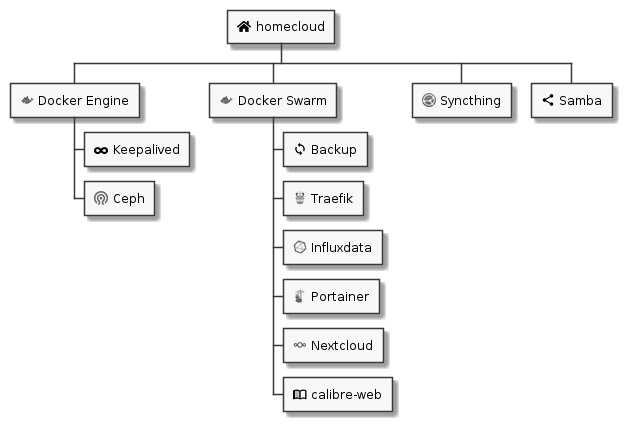 homecloud
Docker Engine
Docker Swarm
Syncthing
Samba
Keepalived
Ceph
Backup
Traefik
Influxdata
Portainer
Nextcloud
calibre-web